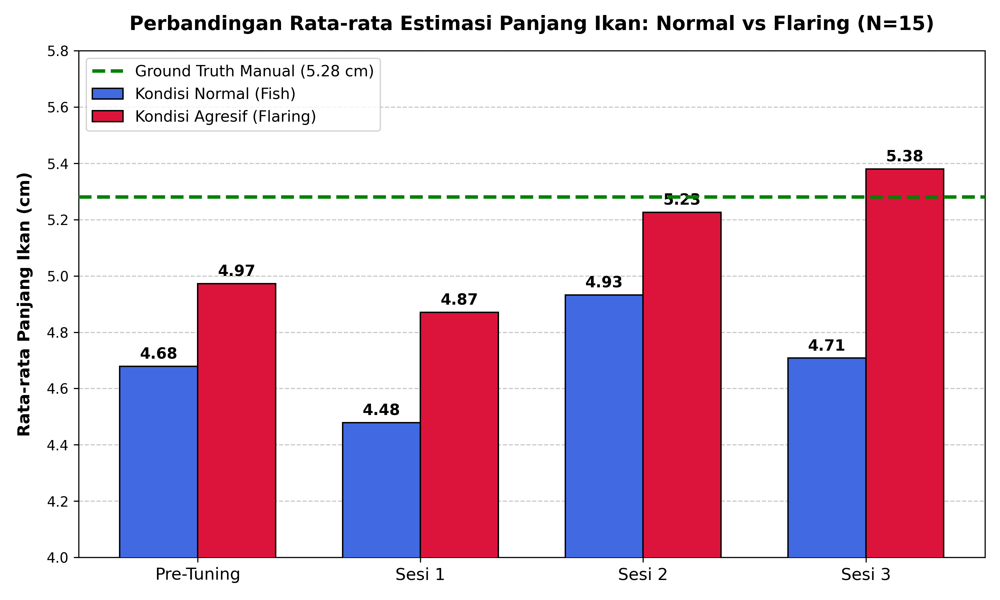 Perbandingan Rata-rata Estimasi Panjang Ikan: Normal vs Flaring (N=15)
Rata-rata Panjang Ikan (cm)
5.8
5.6
5.4
5.2
5.0
4.8
4.6
4.4
4.2
4.0
Ground Truth Manual (5.28 cm)
Kondisi Normal (Fish)
Kondisi Agresif (Flaring)
4.68
4.97
4.48
4.87
4.93
5.23
4.71
5.38
Pre-Tuning
Sesi 1
Sesi 2
Sesi 3